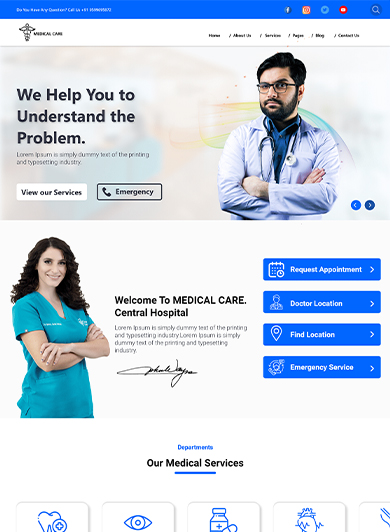 Do You Have Any Question? Call Us +91 9899695072
MEDICAL CARE
Home / About Us / Services / Pages / Blog / Contact Us
We Help You to
Understand the
Problem.
Lorem Ipsum is simply dummy text of the printing
and typesetting industry.
View our Services
Emergency
Welcome To MEDICAL CARE.
Central Hospital
Lorem Ipsum is simply dummy text of the printing
and typesetting industry.Lorem Ipsum is simply
dummy text of the printing and typesetting
industry.
Request Appointment
Doctor Location
Find Location
Emergency Service
Departments
Our Medical Services